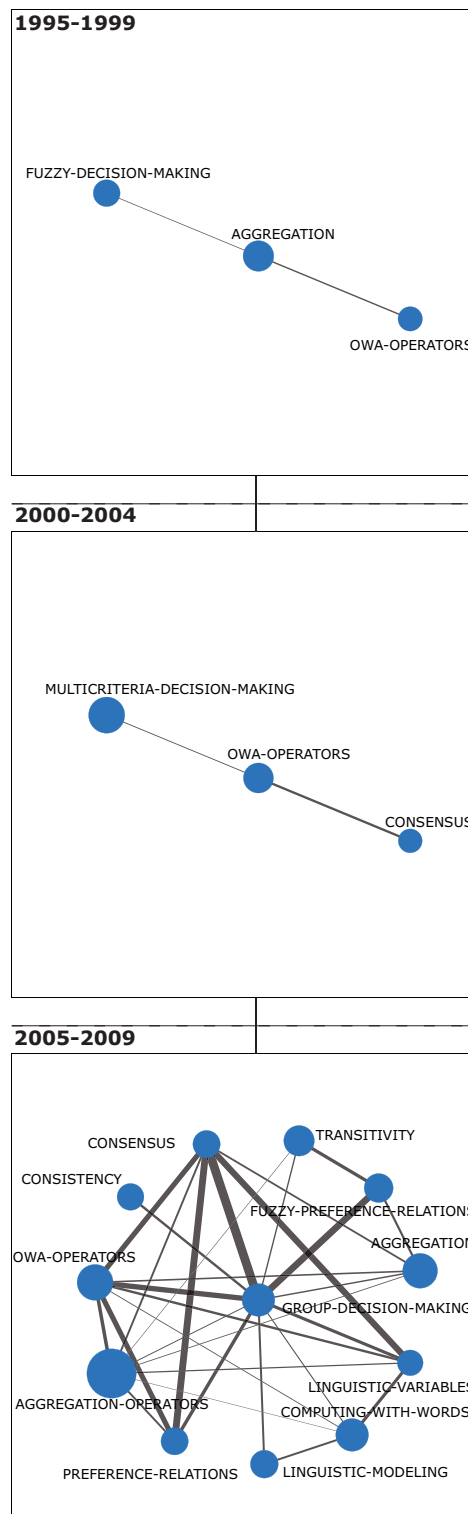 1995-1999
FUZZY-DECISION-MAKING
AGGREGATION
OWA-OPERATORS
2000-2004
MULTICRITERIA-DECISION-MAKING
OWA-OPERATORS
CONSENSUS
2005-2009
TRANSITIVITY
CONSENSUS
CONSISTENCY
FUZZY-PREFERENCE-RELATIONS
AGGREGATION
OWA-OPERATORS
GROUP-DECISION-MAKING
LINGUISTIC-VARIABLES
AGGREGATION-OPERATORS
COMPUTING-WITH-WORDS
PREFERENCE-RELATIONS
LINGUISTIC-MODELING